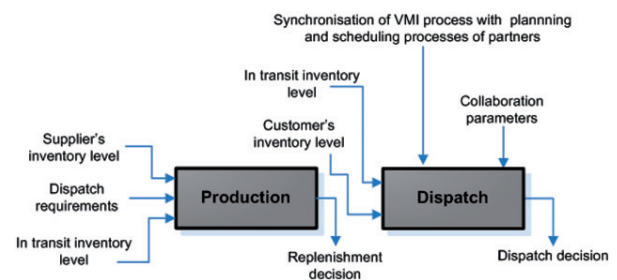 Synchronisation of VMI process with plannning
and scheduling processes of partners
In transit inventory
level
Collaboration
parameters
Customer's
inventory level
Supplier's
inventory level
Dispatch
requirements
In transit inventory
level
Production
Dispatch
Replenishment
decision
Dispatch decision